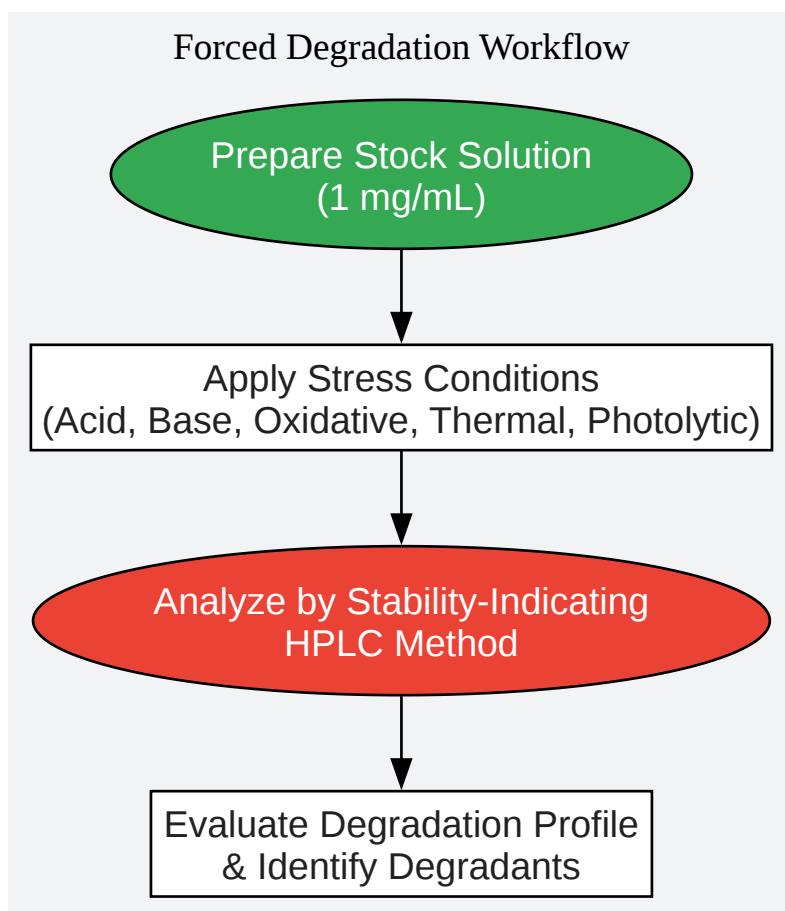 Forced Degradation Workflow
Prepare Stock Solution
(1 mg/mL)
Apply Stress Conditions
(Acid, Base, Oxidative, Thermal, Photolytic)
Analyze by Stability-Indicating
HPLC Method
Evaluate Degradation Profile
& Identify Degradants